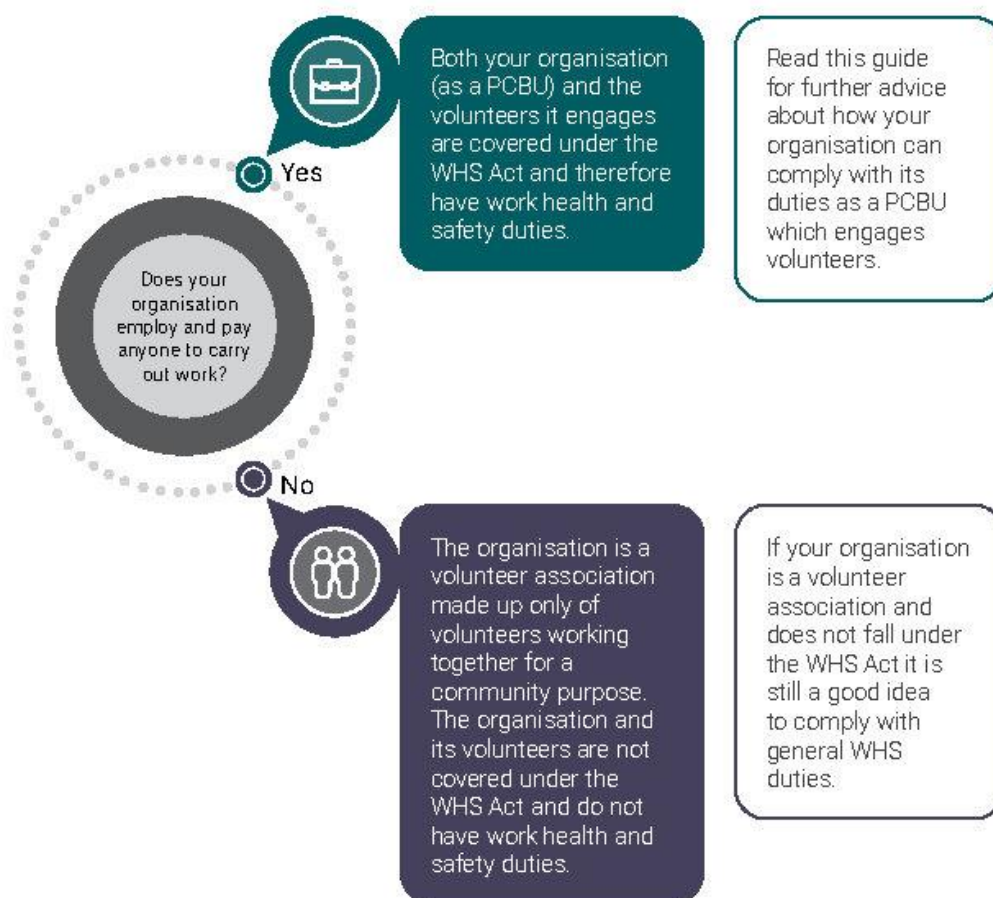 Does your
organisation
employ and pay
anyone to carry
out work?
Yes
Both your organisation
(as a PCBU) and the
volunteers it engages
are covered under the
WHS Act and therefore
have work health and
safety duties.
Read this guide
for further advice
about how your
organisation can
comply with its
duties as a PCBU
which engages
volunteers.
No
The organisation is a
volunteer association
made up only of
volunteers working
together for a
community purpose.
The organisation and
its volunteers are not
covered under the
WHS Act and do not
have work health and
safety duties.
If your organisation
is a volunteer
association and
does not fall under
the WHS Act it is
still a good idea
to comply with
general WHS
duties.